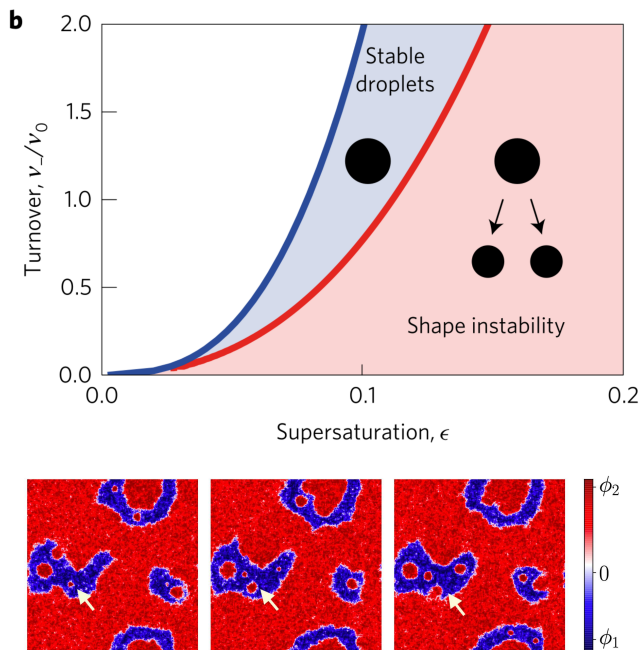 b
2.0
1.5
1.0
0.5
0.0
Turnover, ν₋/ν₀
Stable
droplets
Shape instability
0.0
0.1
0.2
Supersaturation, ϵ
ϕ₂
0
ϕ₁